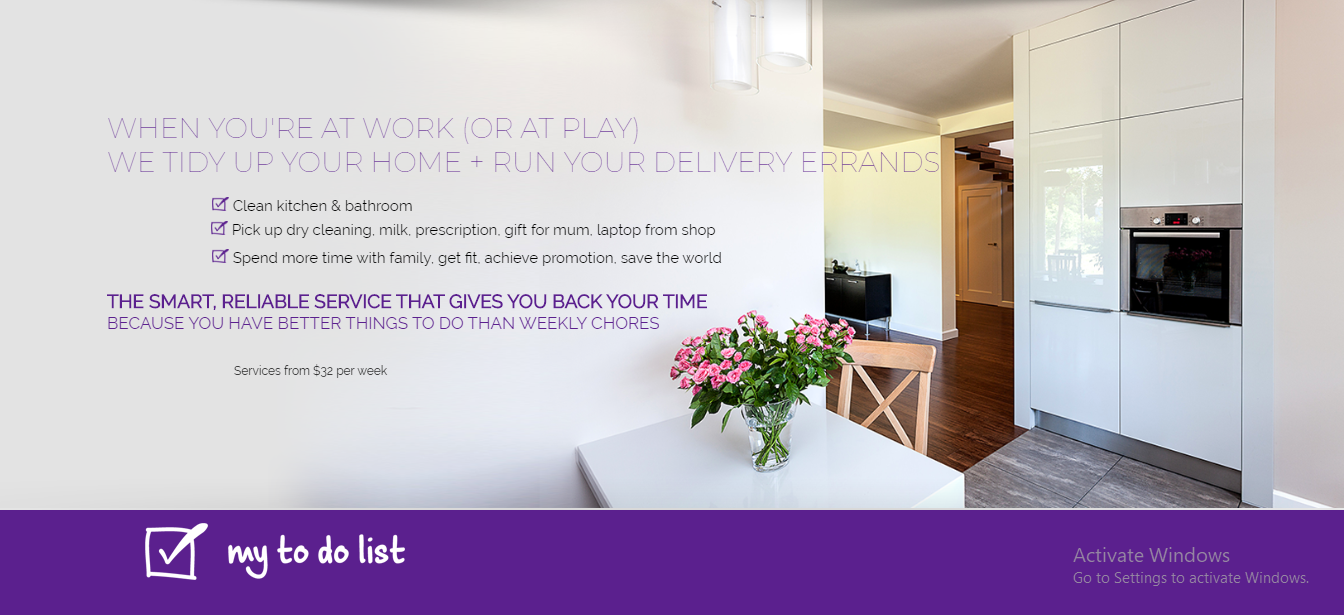 WHEN YOU'RE AT WORK (OR AT PLAY)
WE TIDY UP YOUR HOME + RUN YOUR DELIVERY ERRANDS
Clean kitchen & bathroom
Pick up dry cleaning, milk, prescription, gift for mum, laptop from shop
Spend more time with family, get fit, achieve promotion, save the world
THE SMART, RELIABLE SERVICE THAT GIVES YOU BACK YOUR TIME
BECAUSE YOU HAVE BETTER THINGS TO DO THAN WEEKLY CHORES
Services from $32 per week
my to do list
Activate Windows
Go to Settings to activate Windows.